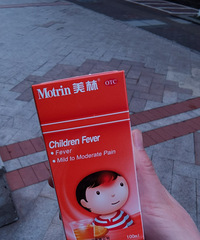 Motrin 美林®
OTC
Children Fever
• Fever
• Mild to Moderate Pain
100ml